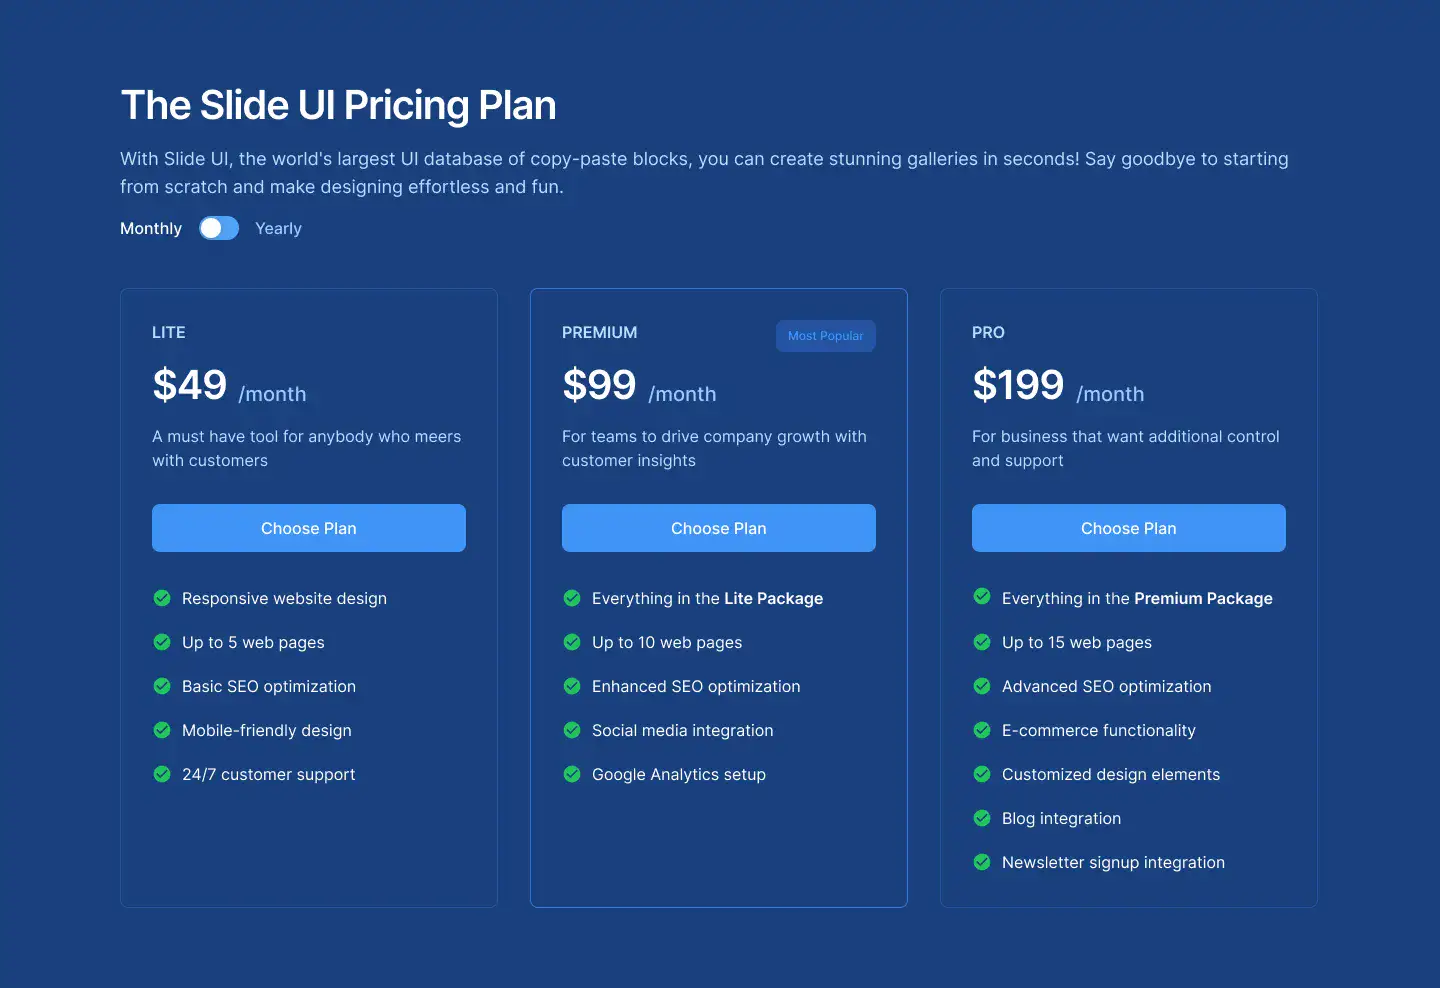 The Slide UI Pricing Plan
With Slide UI, the world's largest UI database of copy-paste blocks, you can create stunning galleries in seconds! Say goodbye to starting
from scratch and make designing effortless and fun.
Monthly Yearly
LITE
$49 /month
A must have tool for anybody who meers
with customers
Choose Plan
Responsive website design
Up to 5 web pages
Basic SEO optimization
Mobile-friendly design
24/7 customer support
PREMIUM
Most Popular
$99 /month
For teams to drive company growth with
customer insights
Choose Plan
Everything in the Lite Package
Up to 10 web pages
Enhanced SEO optimization
Social media integration
Google Analytics setup
PRO
$199 /month
For business that want additional control
and support
Choose Plan
Everything in the Premium Package
Up to 15 web pages
Advanced SEO optimization
E-commerce functionality
Customized design elements
Blog integration
Newsletter signup integration